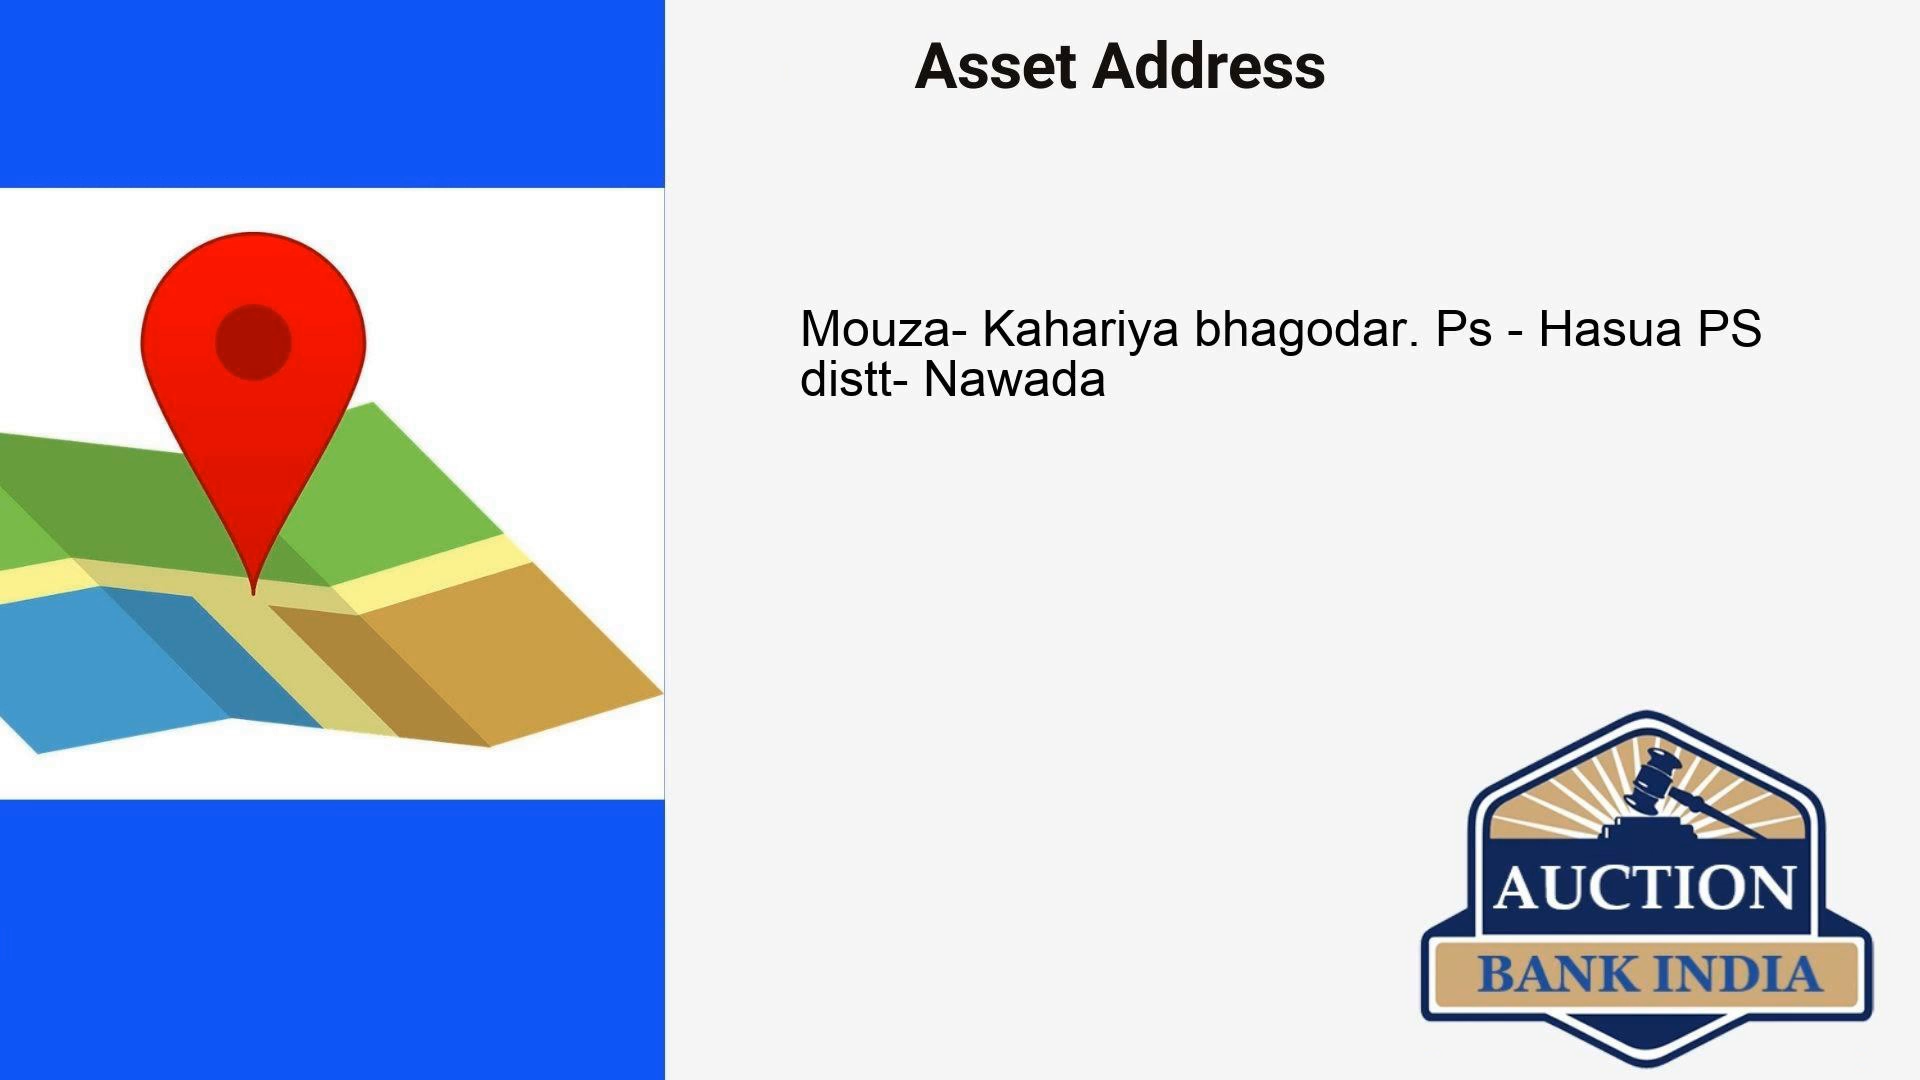 Asset Address
Mouza- Kahariya bhagodar. Ps - Hasua PS
distt- Nawada
AUCTION
BANK INDIA